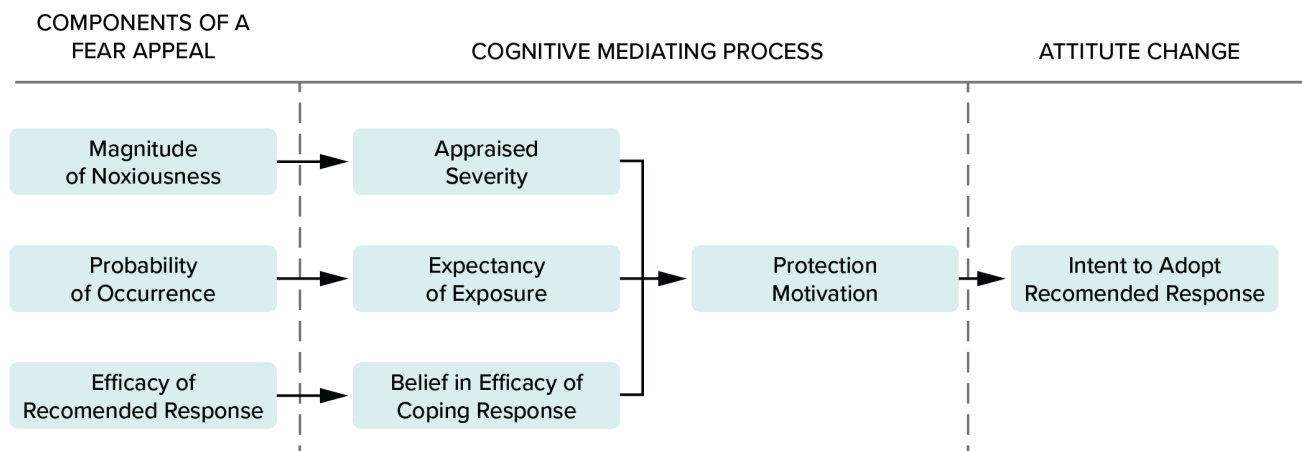 COMPONENTS OF A
FEAR APPEAL
COGNITIVE MEDIATING PROCESS
ATTITUTE CHANGE
Magnitude
of Noxiousness
Appraised
Severity
Probability
of Occurrence
Expectancy
of Exposure
Protection
Motivation
Intent to Adopt
Recomended Response
Efficacy of
Recomended Response
Belief in Efficacy of
Coping Response